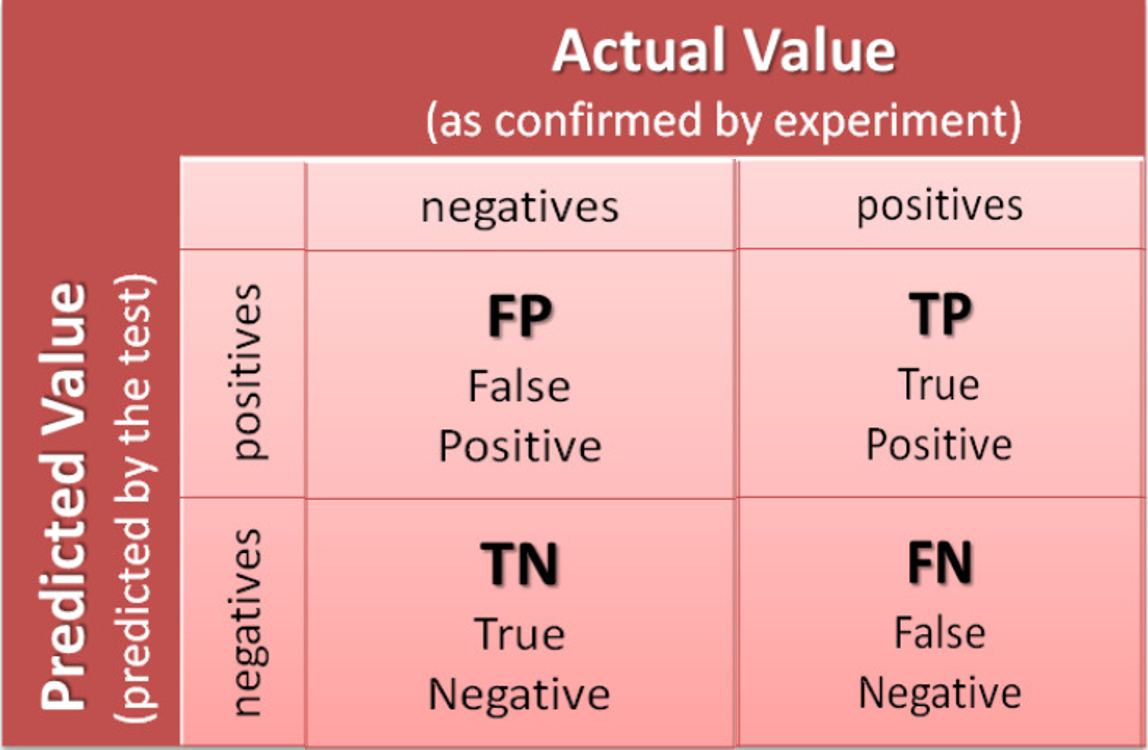 Actual Value
(as confirmed by experiment)
negatives
positives
Predicted Value
(predicted by the test)
positives
FP
False
Positive
TP
True
Positive
negatives
TN
True
Negative
FN
False
Negative